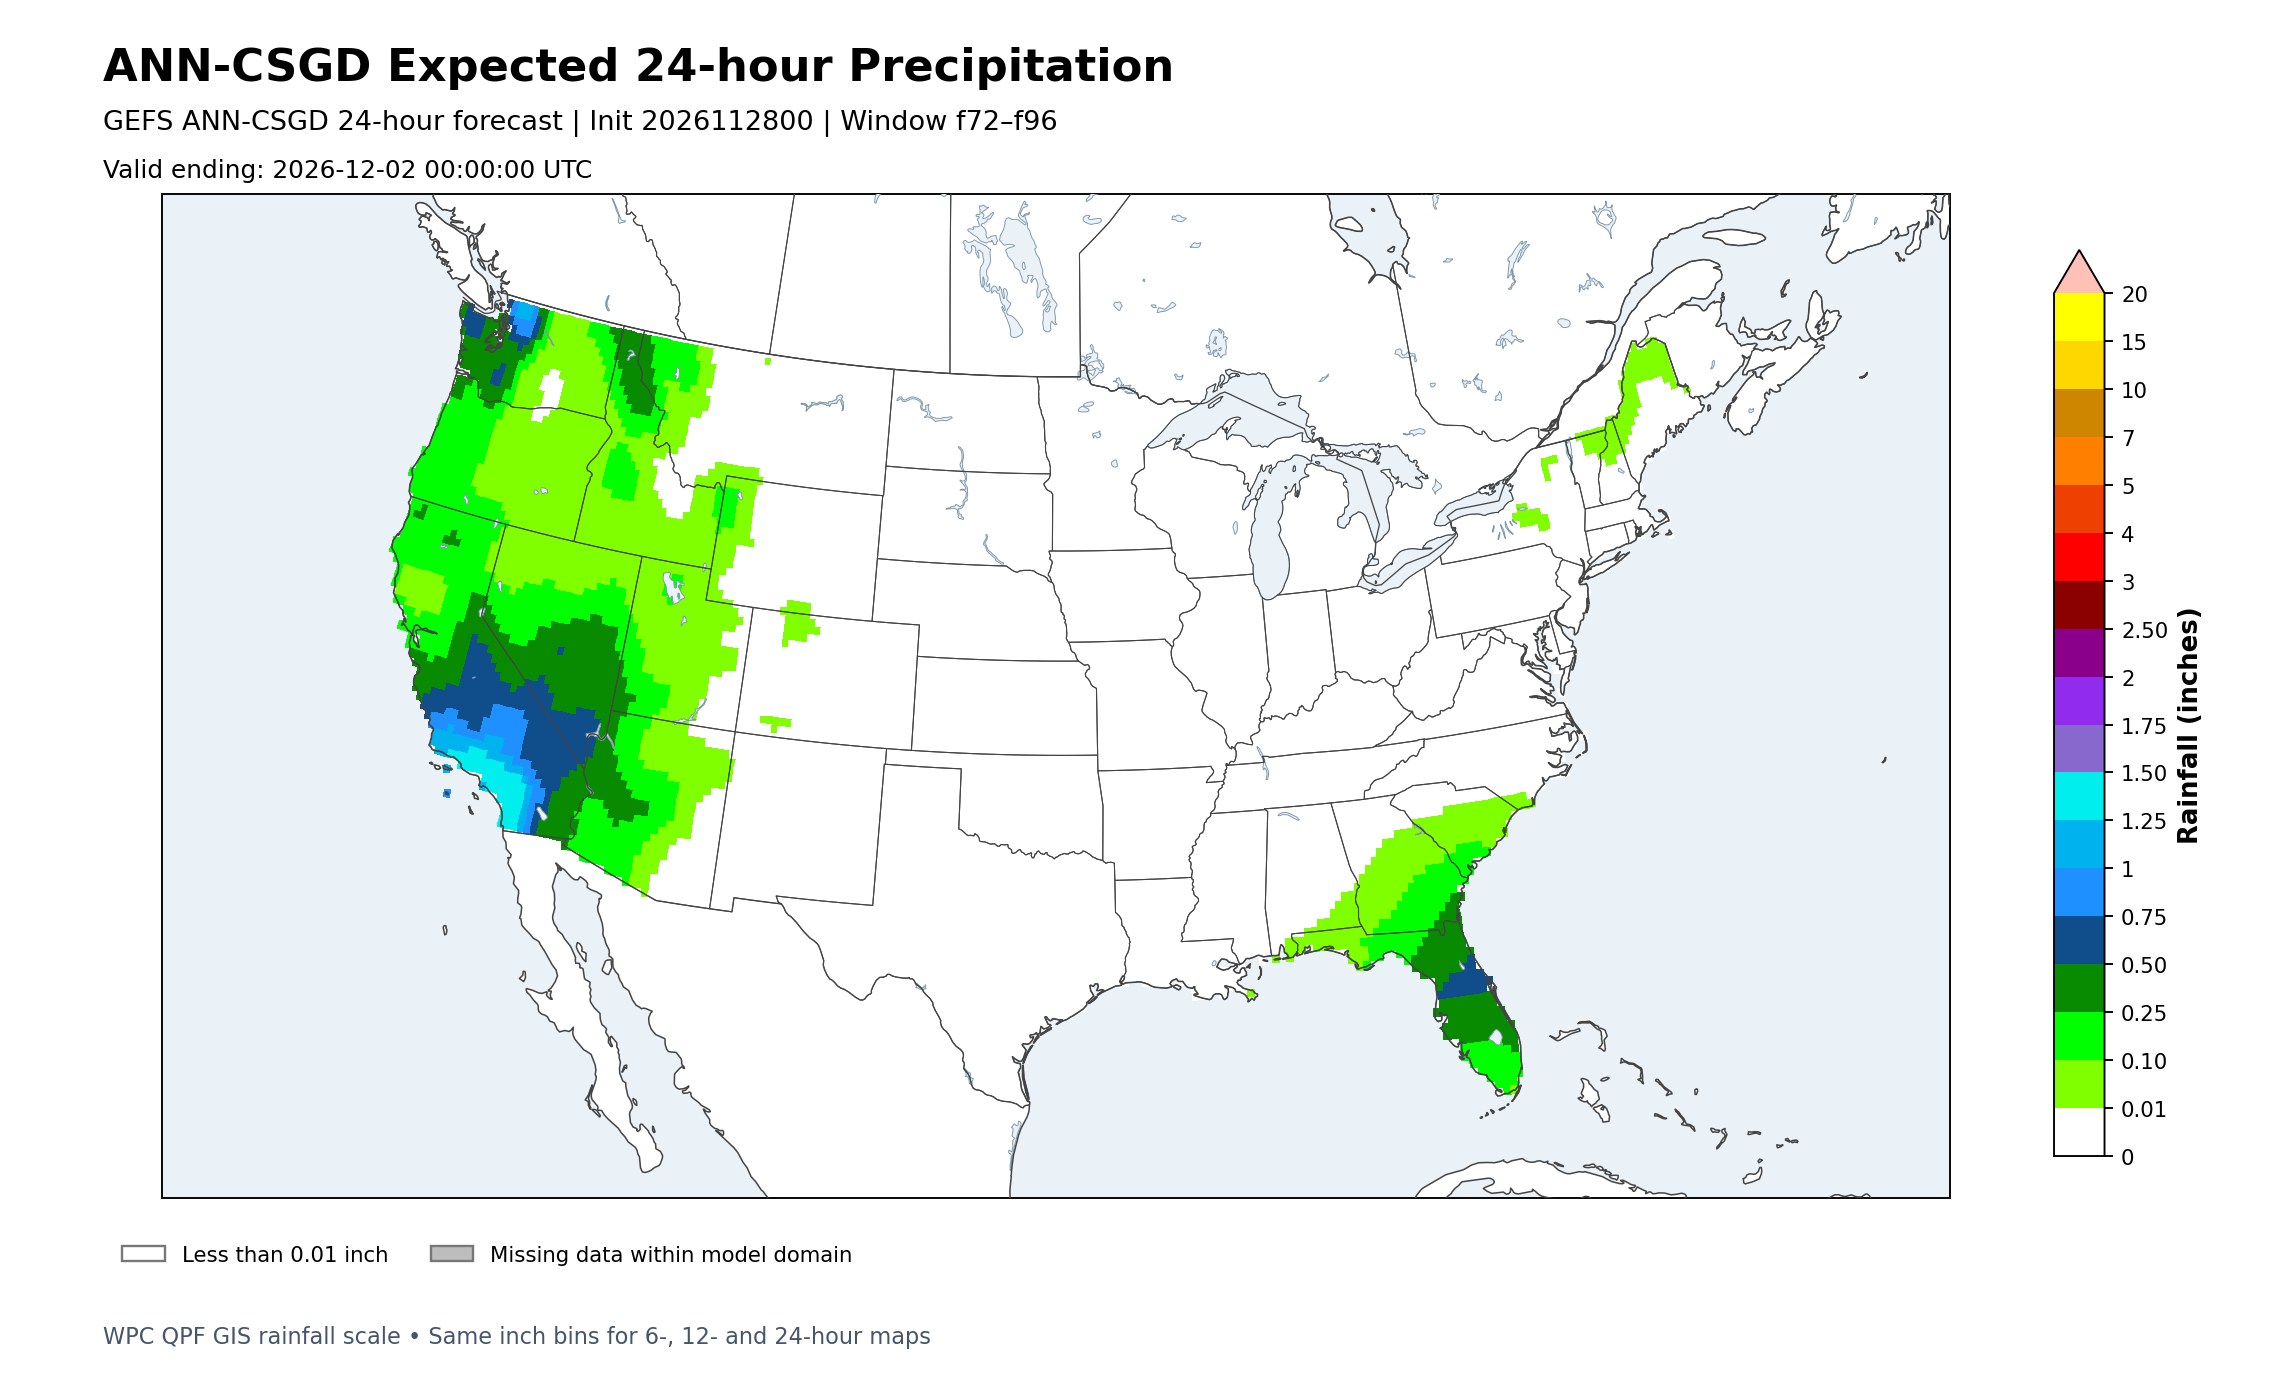 ANN-CSGD Expected 24-hour Precipitation
GEFS ANN-CSGD 24-hour forecast | Init 2026112800 | Window f72–f96
Valid ending: 2026-12-02 00:00:00 UTC
20
15
10
7
5
4
3
2.50
2
1.75
1.50
1.25
1
0.75
0.50
0.25
0.10
0.01
0
Rainfall (inches)
Less than 0.01 inch
Missing data within model domain
WPC QPF GIS rainfall scale • Same inch bins for 6-, 12- and 24-hour maps